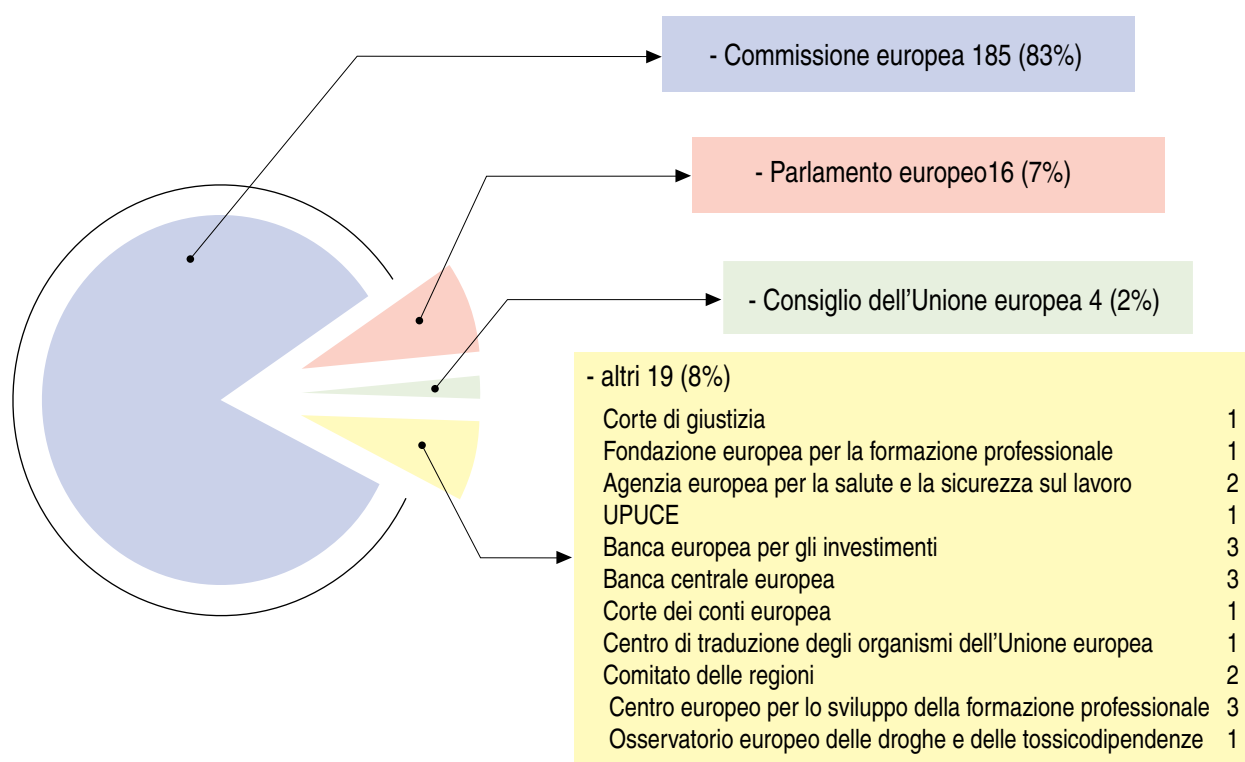 - Commissione europea 185 (83%)
- Parlamento europeo16 (7%)
- Consiglio dell’Unione europea 4 (2%)
- altri 19 (8%)
Corte di giustizia 1
Fondazione europea per la formazione professionale 1
Agenzia europea per la salute e la sicurezza sul lavoro 2
UPUCE 1
Banca europea per gli investimenti 3
Banca centrale europea 3
Corte dei conti europea 1
Centro di traduzione degli organismi dell’Unione europea 1
Comitato delle regioni 2
Centro europeo per lo sviluppo della formazione professionale 3
Osservatorio europeo delle droghe e delle tossicodipendenze 1